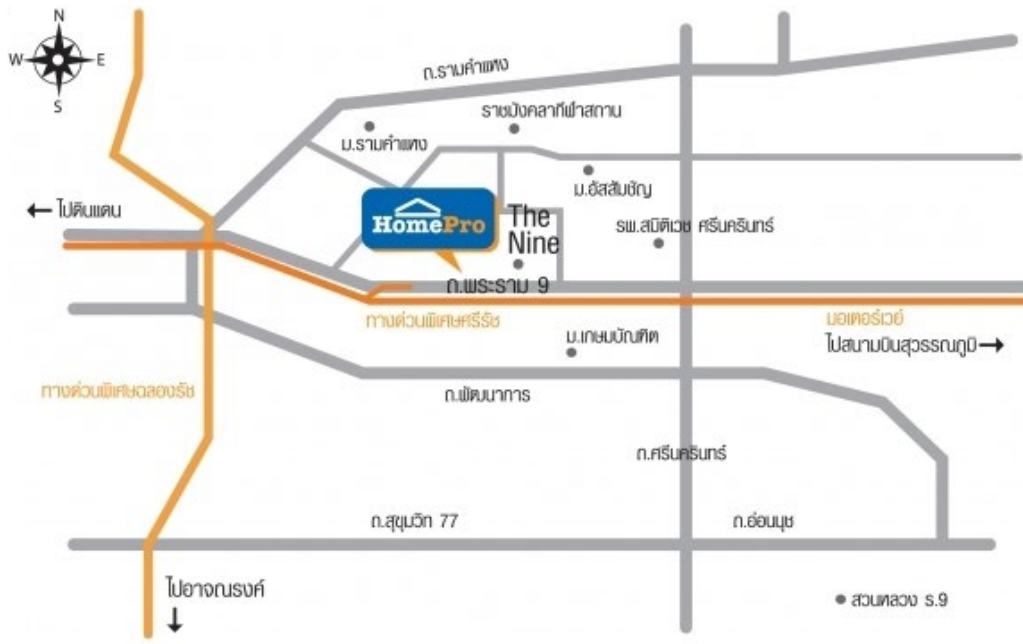 N
W E
S
ถ.รามคำแหง
ราชมังคลากีฬาสถาน
ม.รามคำแหง
ม.อัสสัมชัญ
← ไปดินแดน
HomePro
The
Nine
รพ.สมิติเวช ศรีนครินทร์
ถ.พระราม 9
ทางด่วนพิเศษศรีรัช
มอเตอร์เวย์
ไปสนามบินสุวรรณภูมิ→
ม.เกษมบัณฑิต
ทางด่วนพิเศษฉลองรัช
ถ.พัฒนาการ
ถ.ศรีนครินทร์
ถ.สุขุมวิท 77
ถ.อ่อนนุช
ไปอาจณรงค์
↓
สวนหลวง ร.9